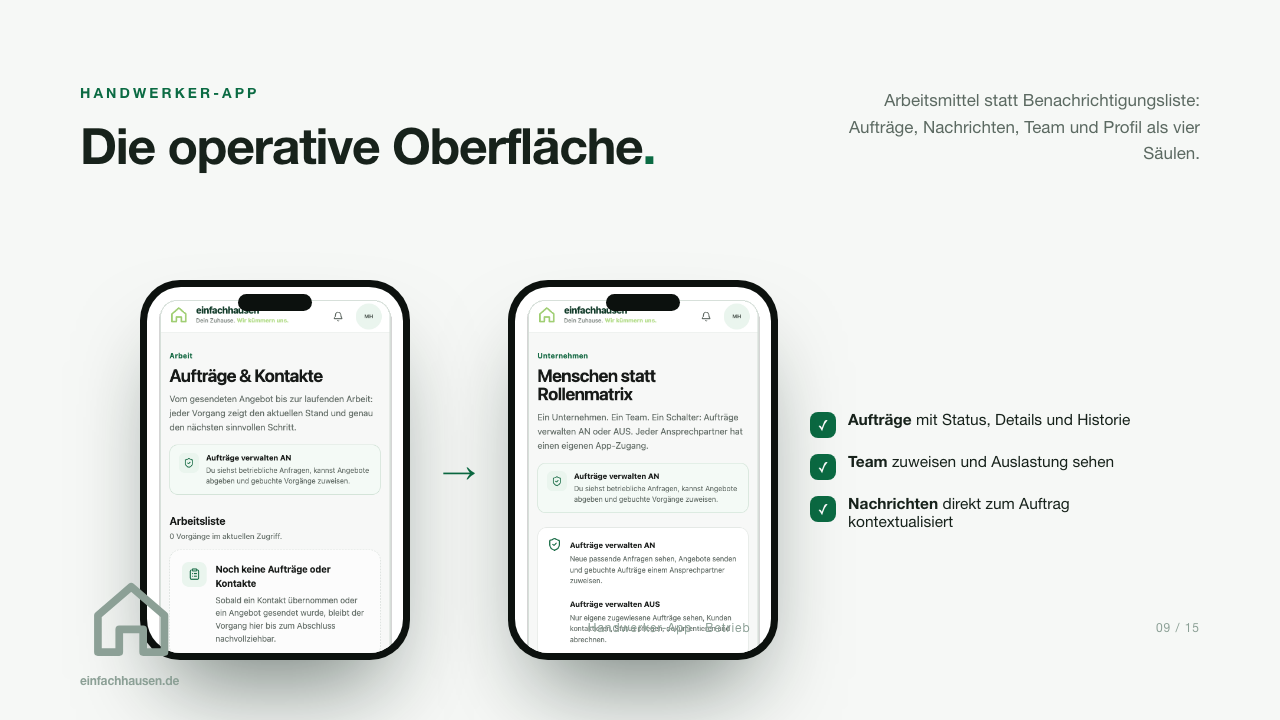 HANDWERKER-APP
Die operative Oberfläche.
Arbeitsmittel statt Benachrichtigungsliste:
Aufträge, Nachrichten, Team und Profil als vier
Säulen.
einfachhausen
Dein Zuhause. Wir kümmern uns.
MH
Arbeit
Aufträge & Kontakte
Vom gesendeten Angebot bis zur laufenden Arbeit:
jeder Vorgang zeigt den aktuellen Stand und genau
den nächsten sinnvollen Schritt.
Aufträge verwalten AN
Du siehst betriebliche Anfragen, kannst Angebote
abgeben und gebuchte Vorgänge zuweisen.
Arbeitsliste
0 Vorgänge im aktuellen Zugriff.
Noch keine Aufträge oder
Kontakte
Sobald ein Kontakt übernommen oder
ein Angebot gesendet wurde, bleibt der
Vorgang hier bis zum Abschluss
nachvollziehbar.
→
einfachhausen
Dein Zuhause. Wir kümmern uns.
MH
Unternehmen
Menschen statt
Rollenmatrix
Ein Unternehmen. Ein Team. Ein Schalter: Aufträge
verwalten AN oder AUS. Jeder Ansprechpartner hat
einen eigenen App-Zugang.
Aufträge verwalten AN
Du siehst betriebliche Anfragen, kannst Angebote
abgeben und gebuchte Vorgänge zuweisen.
Aufträge verwalten AN
Neue passende Anfragen sehen, Angebote senden
und gebuchte Aufträge einem Ansprechpartner
zuweisen.
Aufträge verwalten AUS
Nur eigene zugewiesene Aufträge sehen, Kunden
abrechnen.
Aufträge mit Status, Details und Historie
Team zuweisen und Auslastung sehen
Nachrichten direkt zum Auftrag
kontextualisiert
einfachhausen.de
Handwerker-App · Betrieb
09 / 15